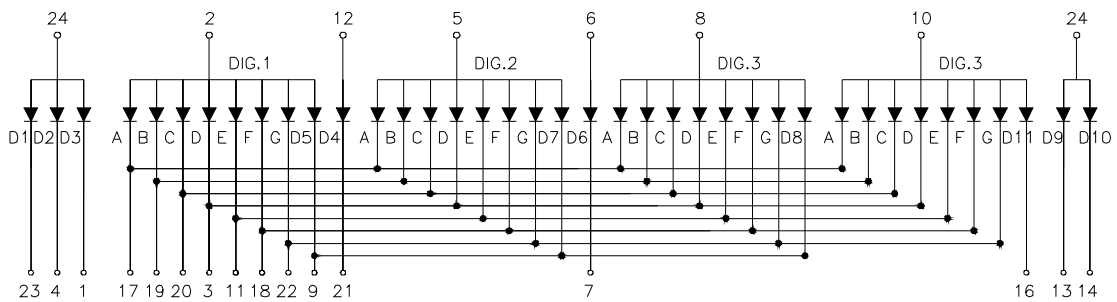 24 2 12 5 6 8 10 24
DIG.1 DIG.2 DIG.3 DIG.3
D1 D2 D3 A B C D E F G D5 D4 A B C D E F G D7 D6 A B C D E F G D8 A B C D E F G D11 D9 D10
23 4 1 17 19 20 3 11 18 22 9 21 7 16 13 14